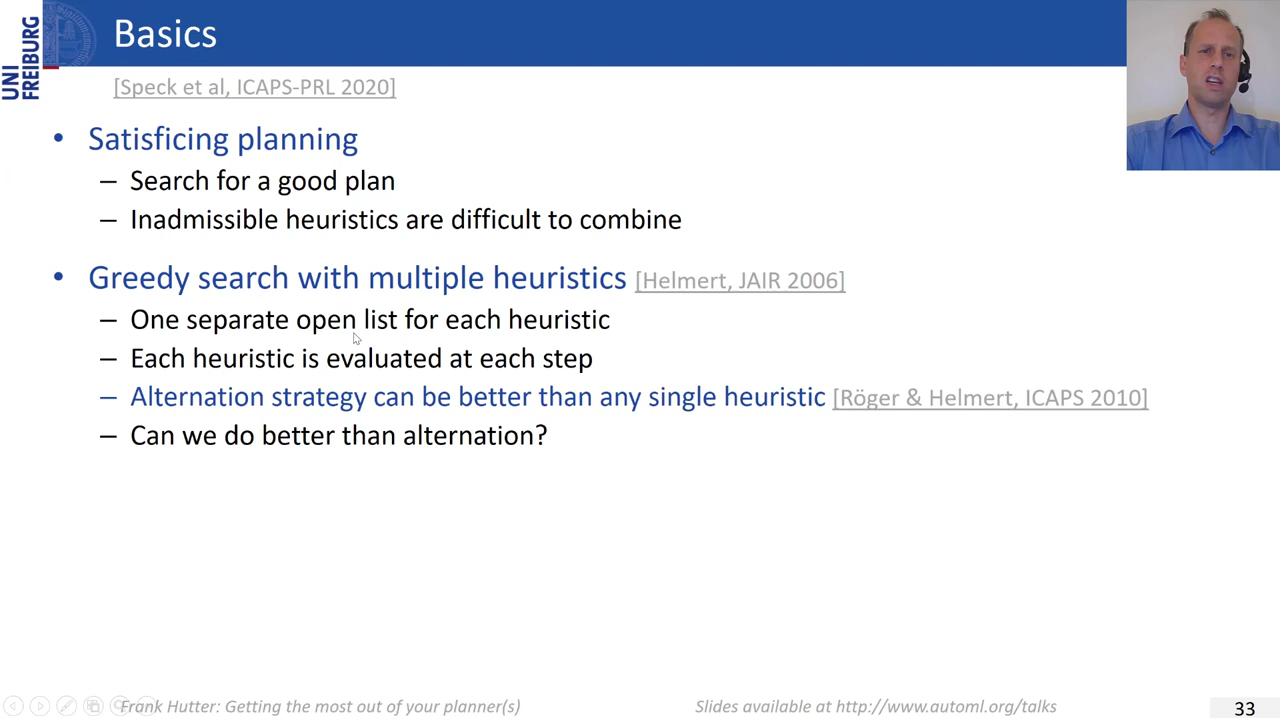 UNI
FREIBURG
Basics
[Speck et al, ICAPS-PRL 2020]
• Satisficing planning
– Search for a good plan
– Inadmissible heuristics are difficult to combine
• Greedy search with multiple heuristics [Helmert, JAIR 2006]
– One separate open list for each heuristic
– Each heuristic is evaluated at each step
– Alternation strategy can be better than any single heuristic [Röger & Helmert, ICAPS 2010]
– Can we do better than alternation?
Frank Hutter: Getting the most out of your planner(s)
Slides available at http://www.automl.org/talks
33